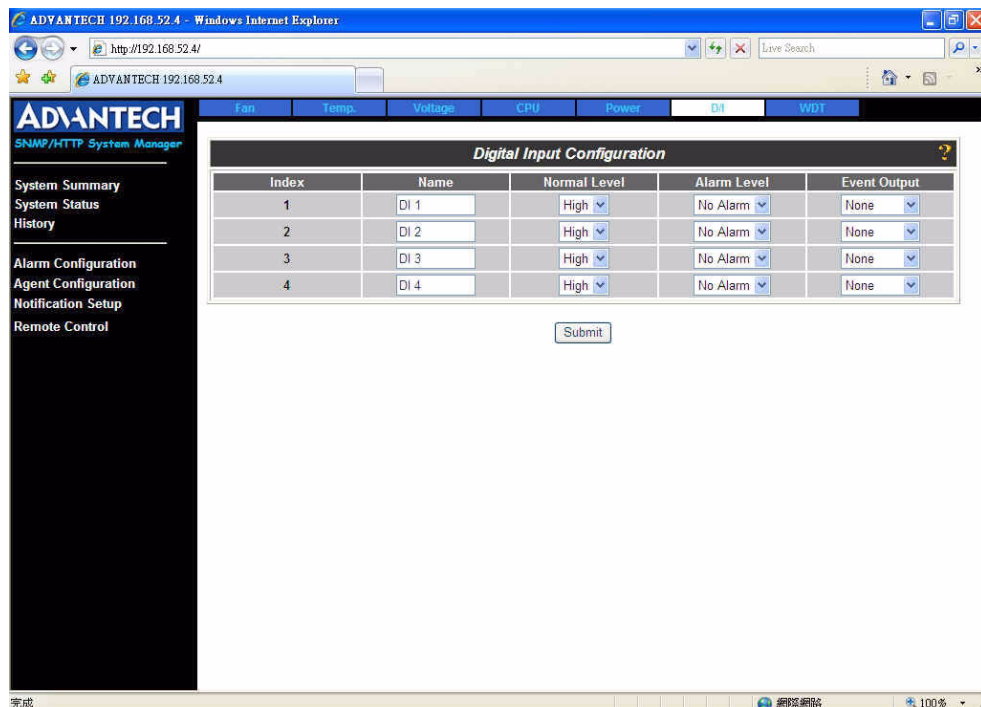 ADVANTECH 192.168.52.4 - Windows Internet Explorer
http://192.168.52.4/
Live Search
ADVANTECH 192.168.52.4
ADVANTECH
SNMP/HTTP System Manager
Fan Temp. Voltage CPU Power D/I WDT
System Summary
System Status
History
Alarm Configuration
Agent Configuration
Notification Setup
Remote Control
Digital Input Configuration ?
Index Name Normal Level Alarm Level Event Output
1 DI 1 High No Alarm None
2 DI 2 High No Alarm None
3 DI 3 High No Alarm None
4 DI 4 High No Alarm None
Submit
完成 網際網路 100%